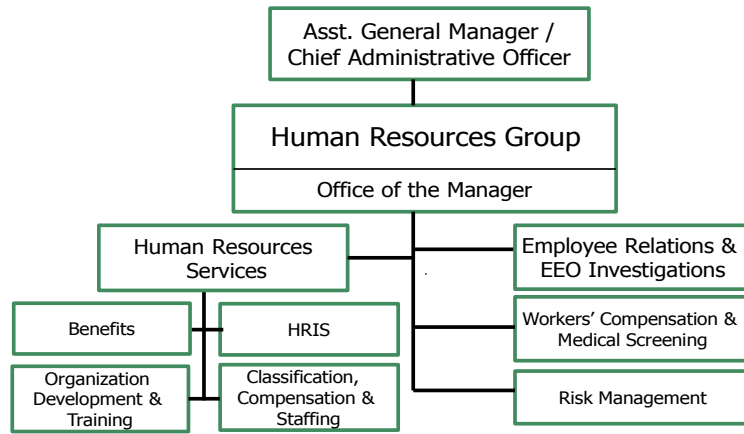 Asst. General Manager /
Chief Administrative Officer
Human Resources Group
Office of the Manager
Human Resources
Services
Employee Relations &
EEO Investigations
Benefits
HRIS
Workers’ Compensation &
Medical Screening
Organization
Development &
Training
Classification,
Compensation &
Staffing
Risk Management